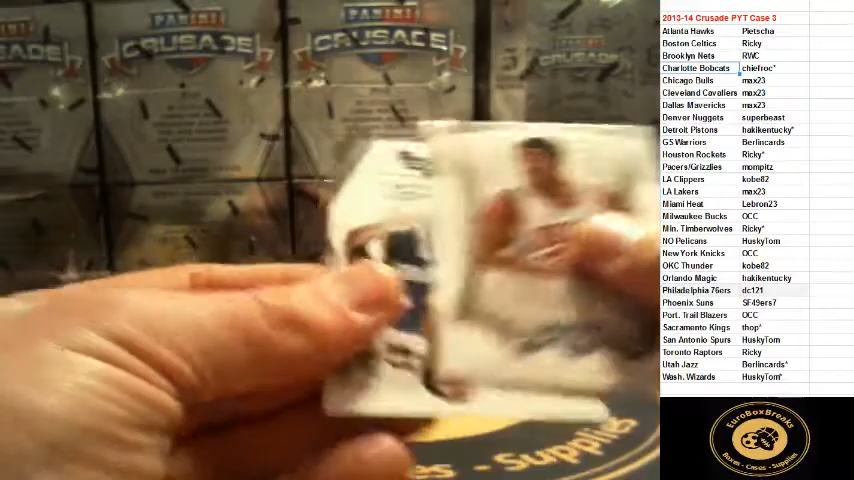 PANINI
CRUSADE
PANINI
CRUSADE
PANINI
CRUSADE
CRUSADE
- Supplies
2013-14 Crusade PYT Case 3
Atlanta Hawks Pietscha
Boston Celtics Ricky
Brooklyn Nets RWC
Charlotte Bobcats chiefroc*
Chicago Bulls max23
Cleveland Cavaliers max23
Dallas Mavericks max23
Denver Nuggets superbeast
Detroit Pistons hakikentucky*
GS Warriors Berlincards
Houston Rockets Ricky*
Pacers/Grizzlies mompitz
LA Clippers kobe82
LA Lakers max23
Miami Heat Lebron23
Milwaukee Bucks OCC
Min. Timberwolves Ricky*
NO Pelicans HuskyTom
New York Knicks OCC
OKC Thunder kobe82
Orlando Magic hakikentucky
Philadelphia 76ers dc121
Phoenix Suns SF49ers7
Port. Trail Blazers OCC
Sacramento Kings thop*
San Antonio Spurs HuskyTom
Toronto Raptors Ricky
Utah Jazz Berlincards*
Wash. Wizards HuskyTom*
EuroBoxBreaks
Boxes - Cases - Supplies